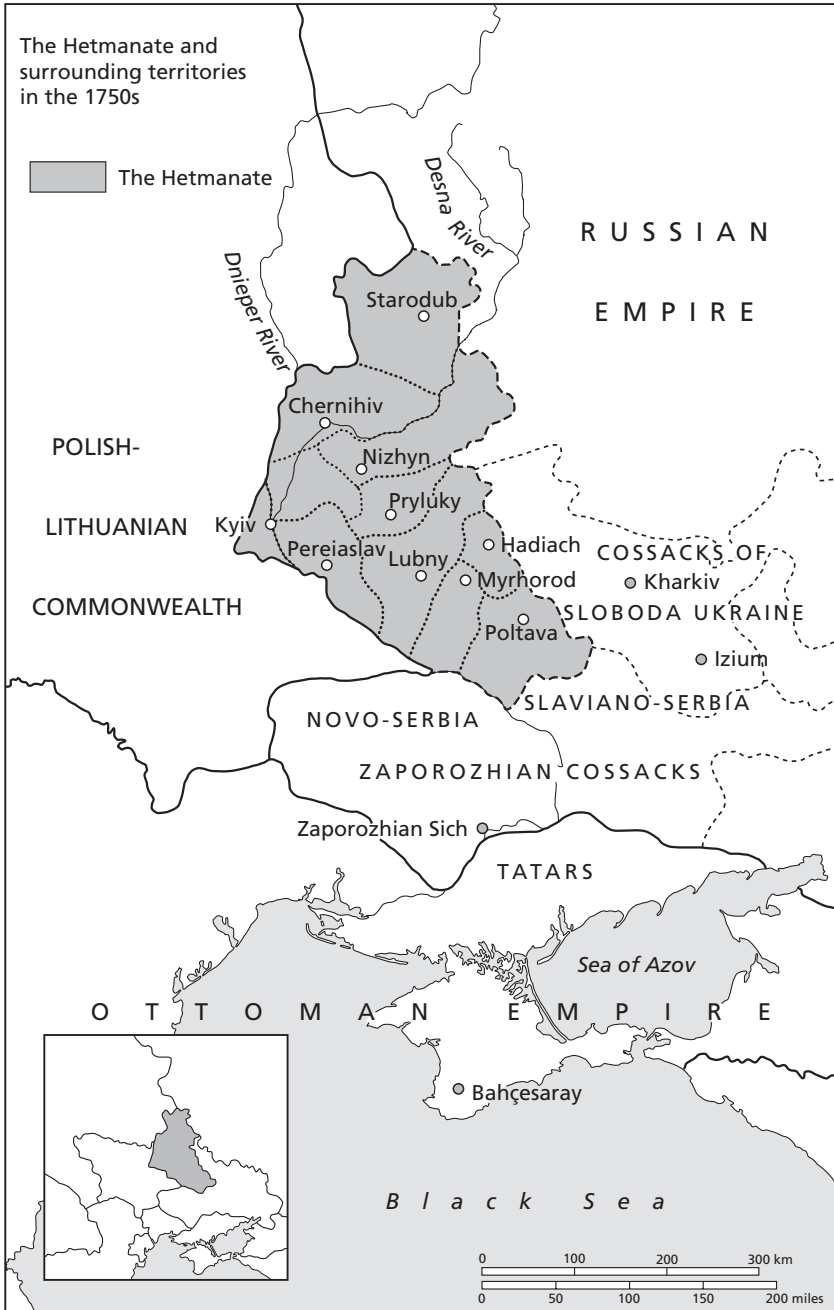 The Hetmanate and
surrounding territories
in the 1750s
The Hetmanate
Desna River
Dnieper River
RUSSIAN
EMPIRE
Starodub
Chernihiv
POLISH-
LITHUANIAN
COMMONWEALTH
Nizhyn
Kyiv
Pryluky
Pereiaslav
Lubny
Hadiach
Myrhorod
Poltava
COSSACKS OF
Kharkiv
SLOBODA UKRAINE
Izium
SLAVIANO-SERBIA
NOVO-SERBIA
ZAPOROZHIAN COSSACKS
Zaporozhian Sich
TATARS
Sea of Azov
OTTOMAN EMPIRE
Bahçesaray
Black Sea
0 100 200 300 km
0 50 100 150 200 miles